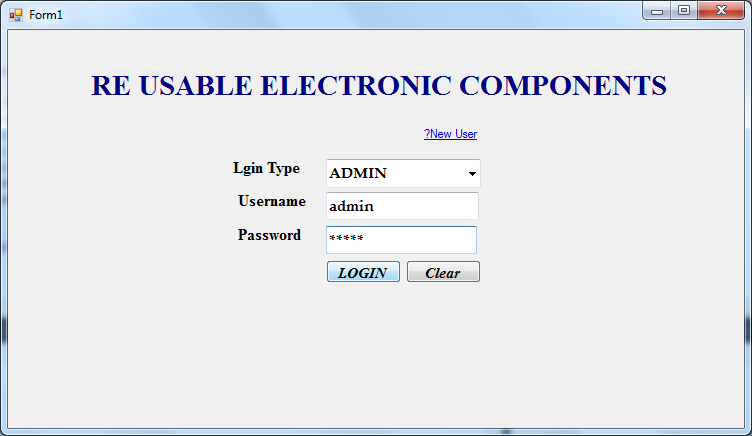 Form1
RE USABLE ELECTRONIC COMPONENTS
?New User
Lgin Type ADMIN
Username admin
Password *****
LOGIN Clear